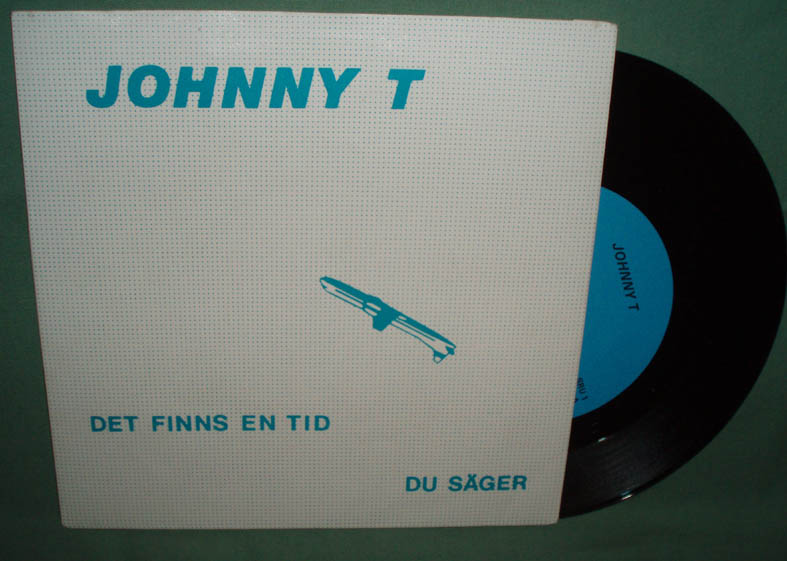 JOHNNY T
DET FINNS EN TID
DU SÄGER
JOHNNY T